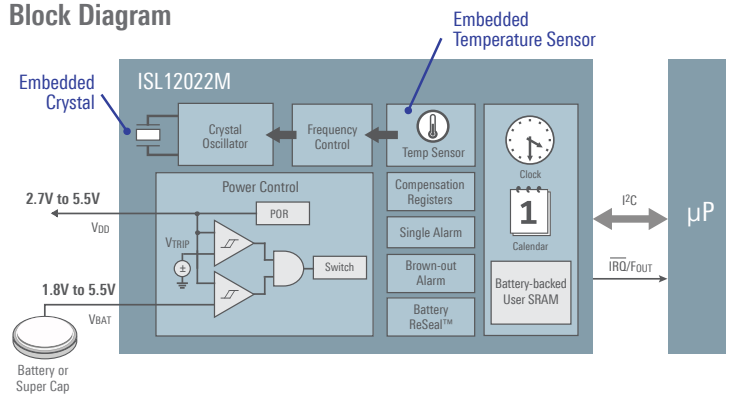 Block Diagram
Embedded
Temperature Sensor
Embedded
Crystal
ISL12022M
Crystal
Oscillator
Frequency
Control
Temp Sensor
Clock
1
Calendar
Battery-backed
User SRAM
Power Control
POR
VTRIP
±
Switch
Compensation
Registers
Single Alarm
Brown-out
Alarm
Battery
ReSeal™
2.7V to 5.5V
VDD
1.8V to 5.5V
VBAT
Battery or
Super Cap
I²C
IRQ/FOUT
µP